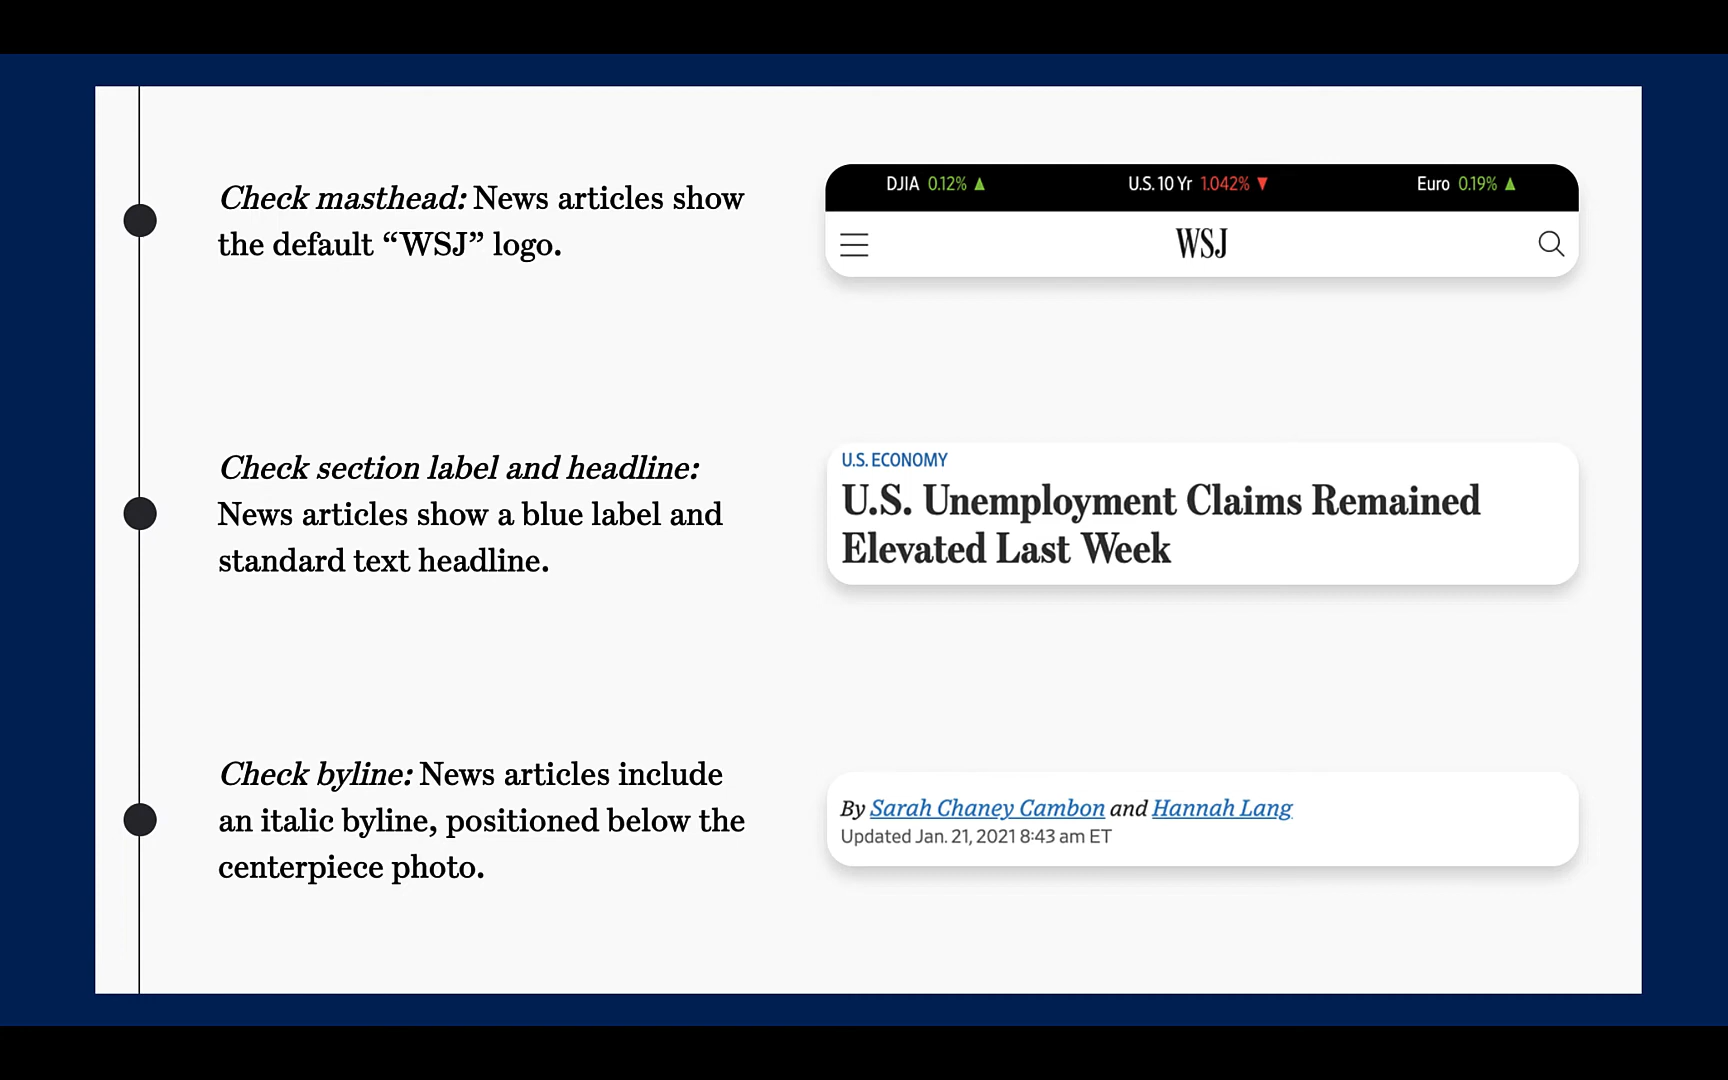 Check masthead: News articles show
the default “WSJ” logo.
DJIA 0.12% ▲ U.S. 10 Yr 1.042% ▼ Euro 0.19% ▲
WSJ
Check section label and headline:
News articles show a blue label and
standard text headline.
U.S. ECONOMY
U.S. Unemployment Claims Remained
Elevated Last Week
Check byline: News articles include
an italic byline, positioned below the
centerpiece photo.
By Sarah Chaney Cambon and Hannah Lang
Updated Jan. 21, 2021 8:43 am ET